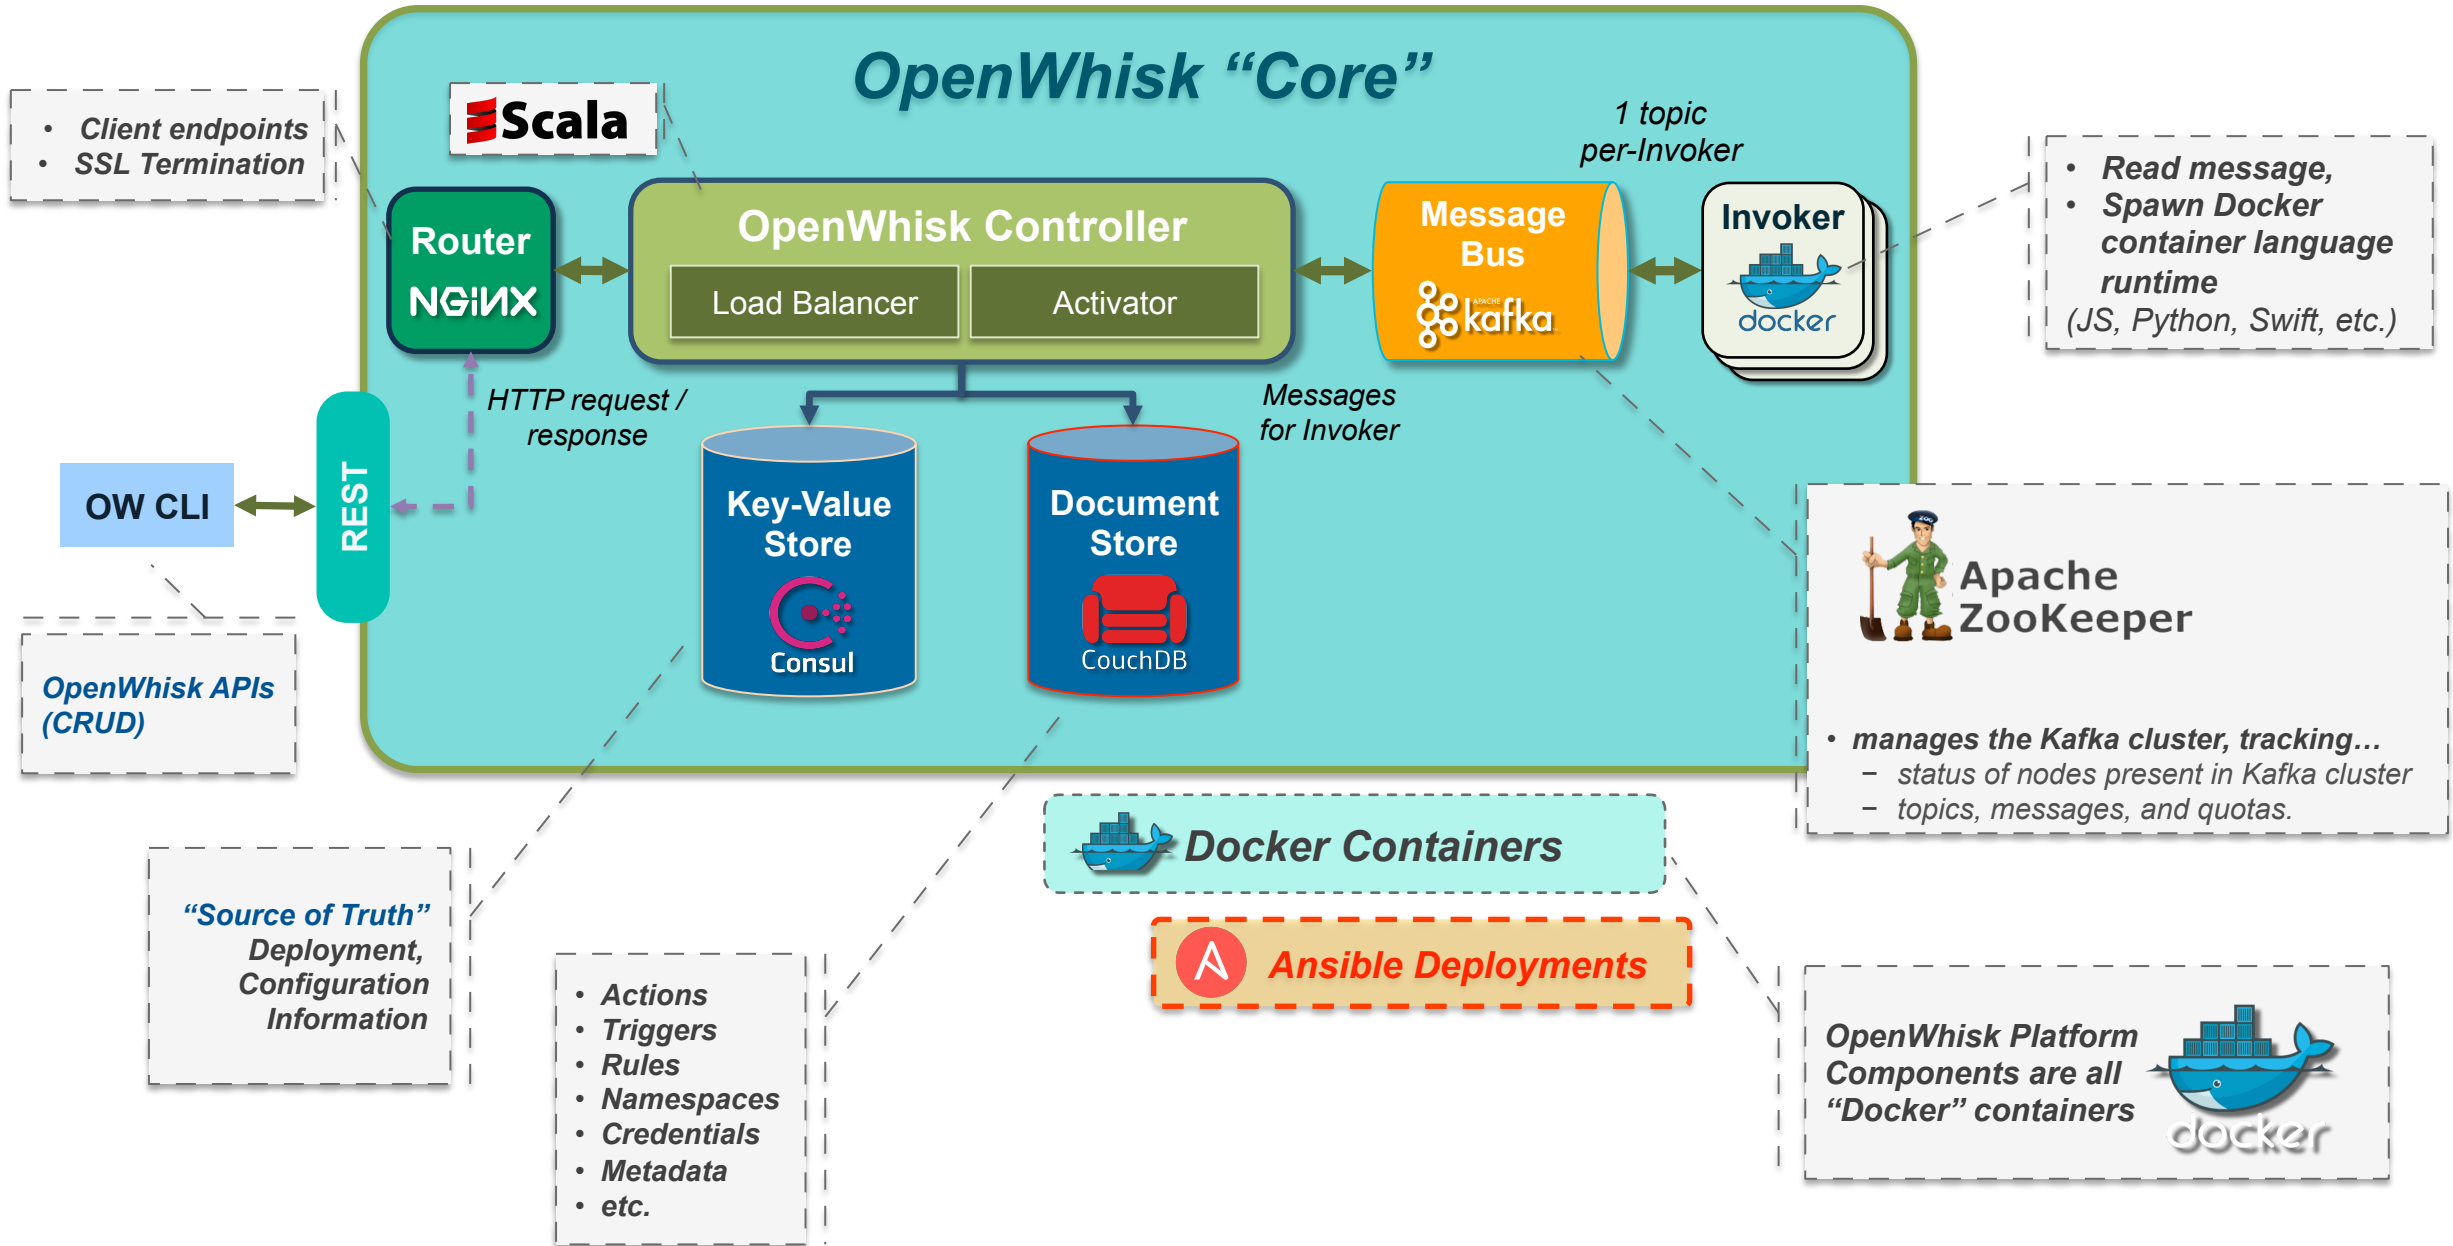 OpenWhisk “Core”
• Client endpoints
• SSL Termination
Scala
1 topic
per-Invoker
• Read message,
• Spawn Docker
container language
runtime
(JS, Python, Swift, etc.)
Router
NGiNX
OpenWhisk Controller
Load Balancer
Activator
Message
Bus
APACHE
kafka
Invoker
docker
HTTP request /
response
Messages
for Invoker
OW CLI
REST
Key-Value
Store
Consul
Document
Store
CouchDB
ZOO
Apache
ZooKeeper
• manages the Kafka cluster, tracking…
– status of nodes present in Kafka cluster
– topics, messages, and quotas.
OpenWhisk APIs
(CRUD)
Docker Containers
Ansible Deployments
“Source of Truth”
Deployment,
Configuration
Information
• Actions
• Triggers
• Rules
• Namespaces
• Credentials
• Metadata
• etc.
OpenWhisk Platform
Components are all
“Docker” containers
docker